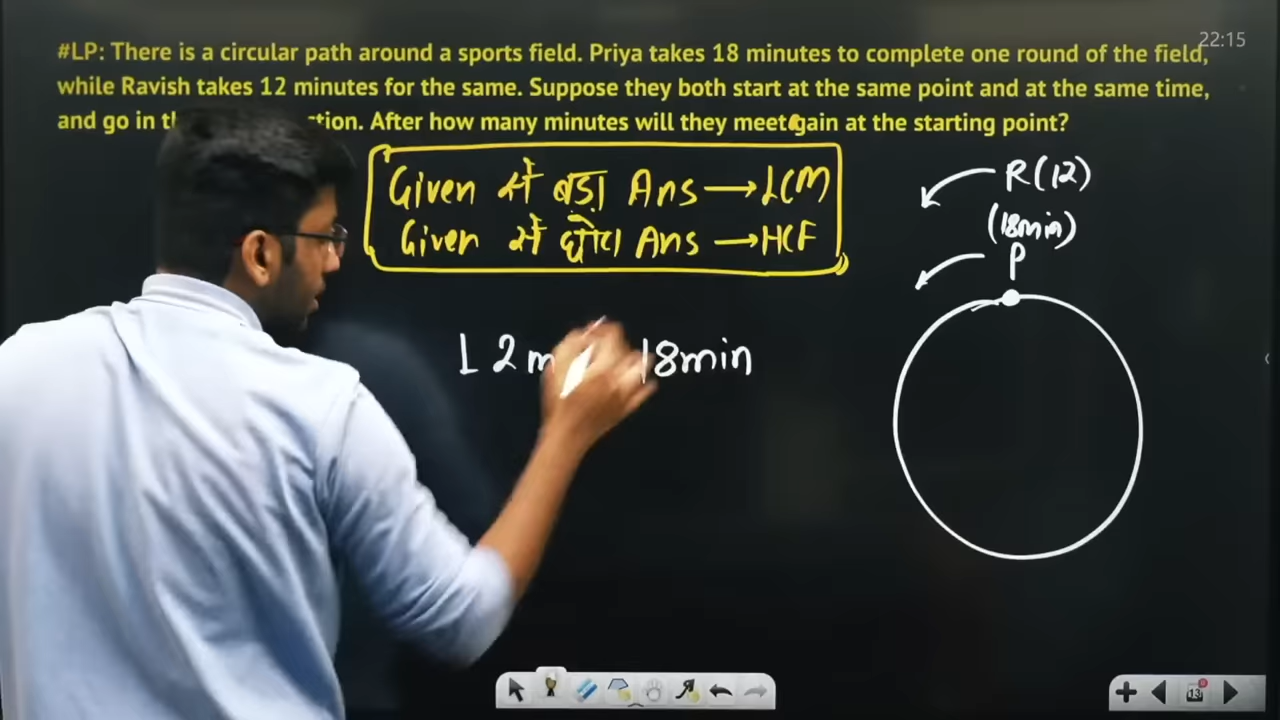 22:15
#LP: There is a circular path around a sports field. Priya takes 18 minutes to complete one round of the field,
while Ravish takes 12 minutes for the same. Suppose they both start at the same point and at the same time,
and go in th tion. After how many minutes will they meet again at the starting point?
Given से बड़ा Ans → LCM
Given से छोटा Ans → HCF
R(12)
(18min)
P
12m 18min
13